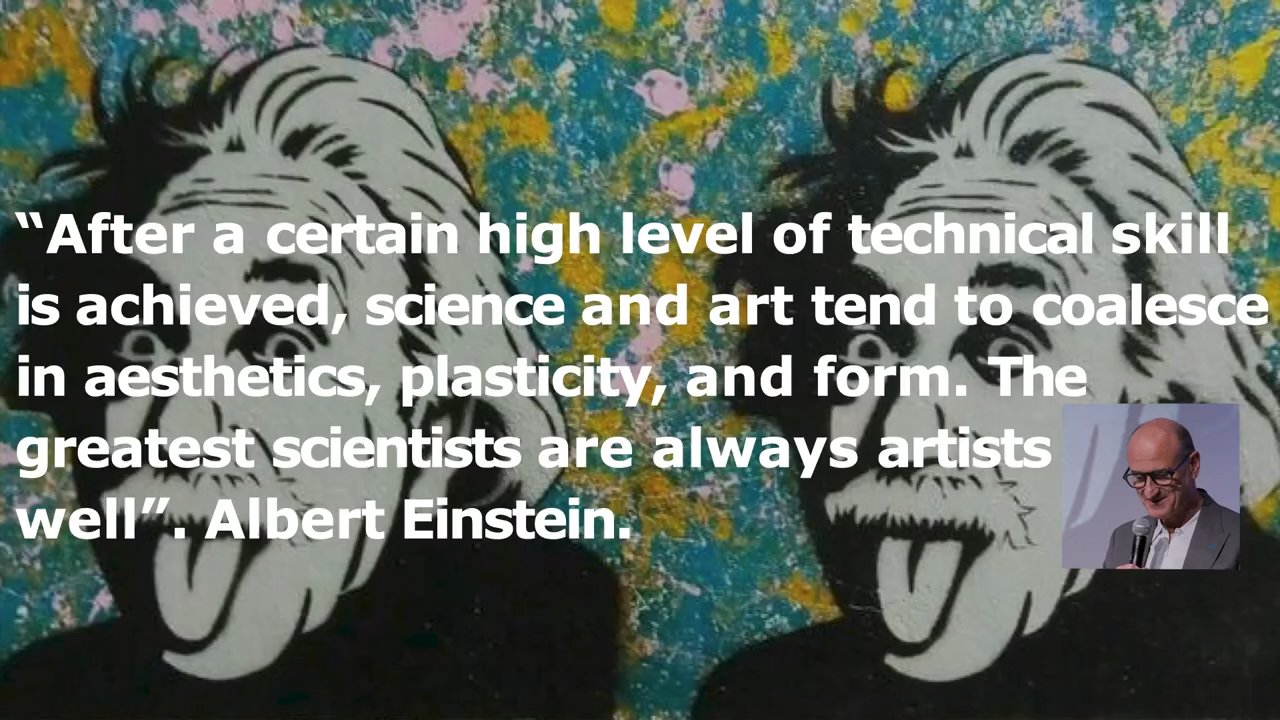 “After a certain high level of technical skill
is achieved, science and art tend to coalesce
in aesthetics, plasticity, and form. The
greatest scientists are always artists
well”. Albert Einstein.